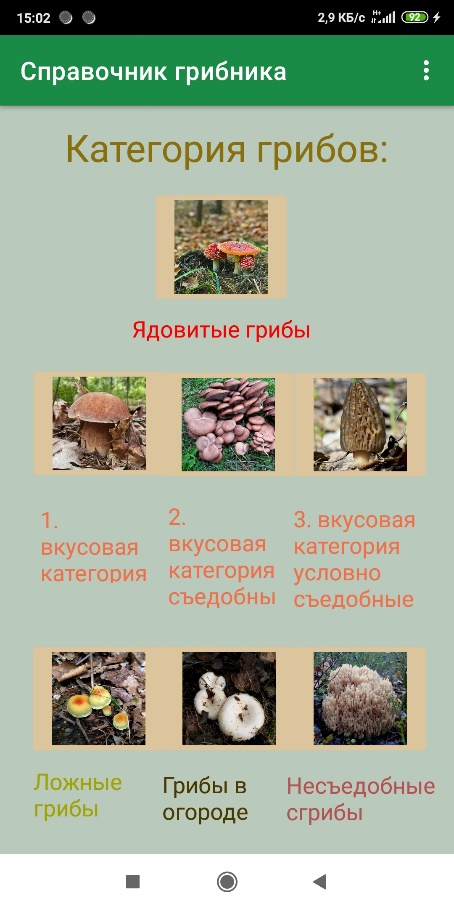 15:02 2,9 КБ/с H+ 92
Справочник грибника
Категория грибов:
Ядовитые грибы
1.
вкусовая
категория
2.
вкусовая
категория
съедобны
3. вкусовая
категория
условно
съедобные
Ложные
грибы
Грибы в
огороде
Несъедобные
сгрибы